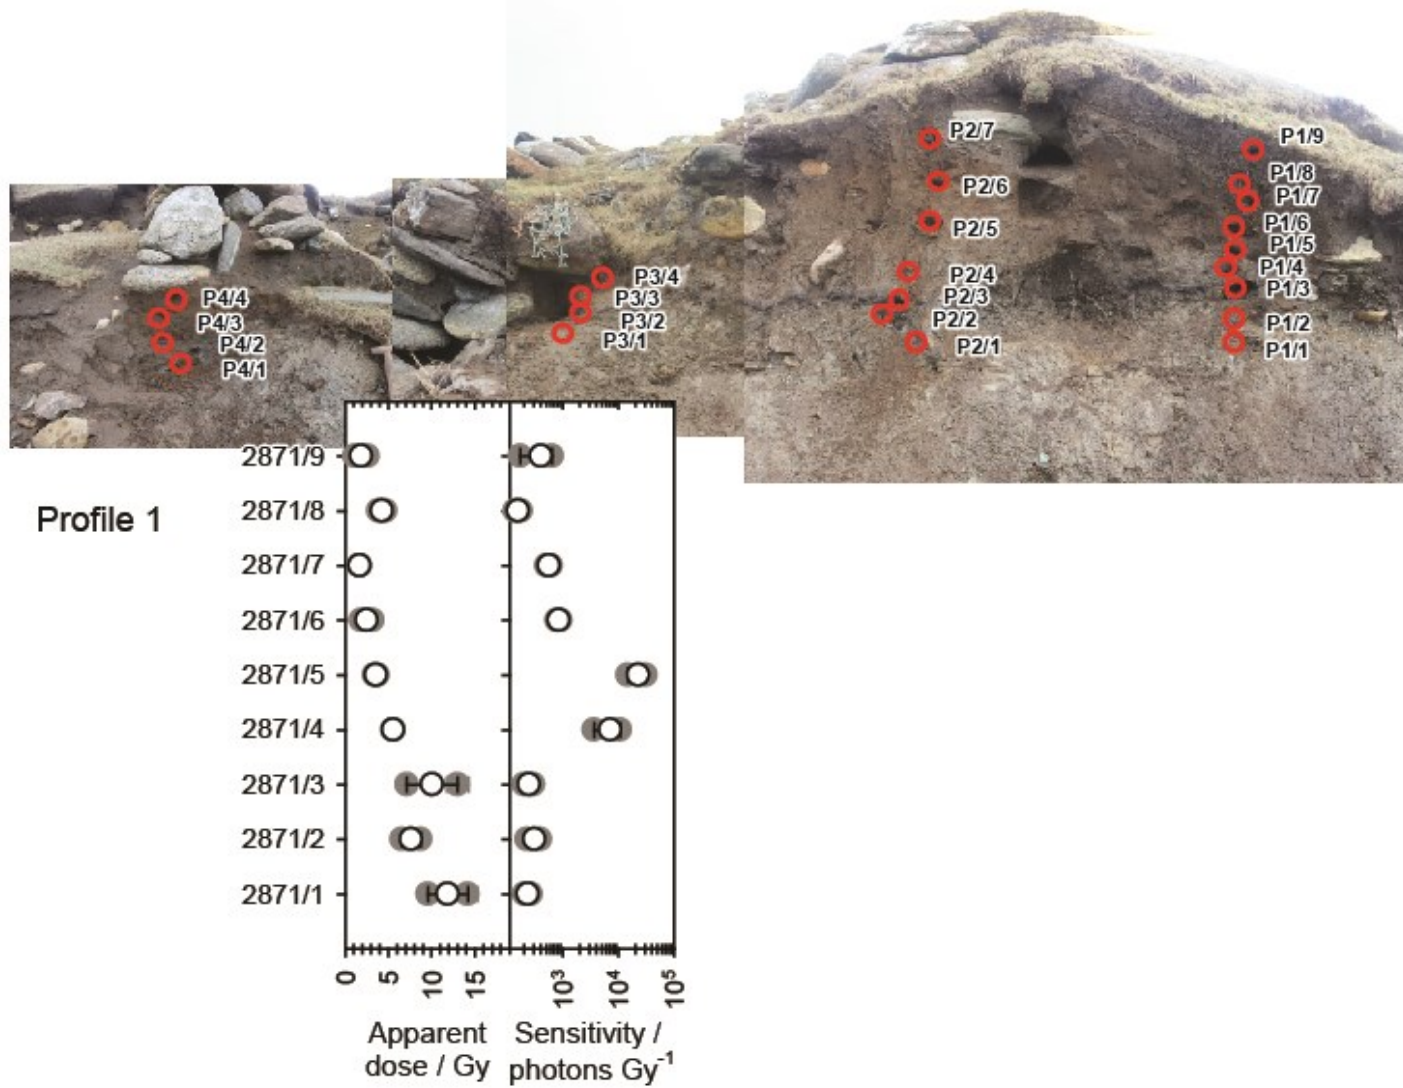 P2/7
P1/9
P1/8
P2/6
P1/7
P2/5
P1/6
P1/5
P1/4
P2/4
P3/4
P1/3
P4/4
P3/3
P2/3
P4/3
P3/2
P2/2
P1/2
P4/2
P3/1
P2/1
P1/1
P4/1
Profile 1
2871/9
2871/8
2871/7
2871/6
2871/5
2871/4
2871/3
2871/2
2871/1
0 5 10 15 10³ 10⁴ 10⁵
Apparent
dose / Gy
Sensitivity /
photons Gy⁻¹